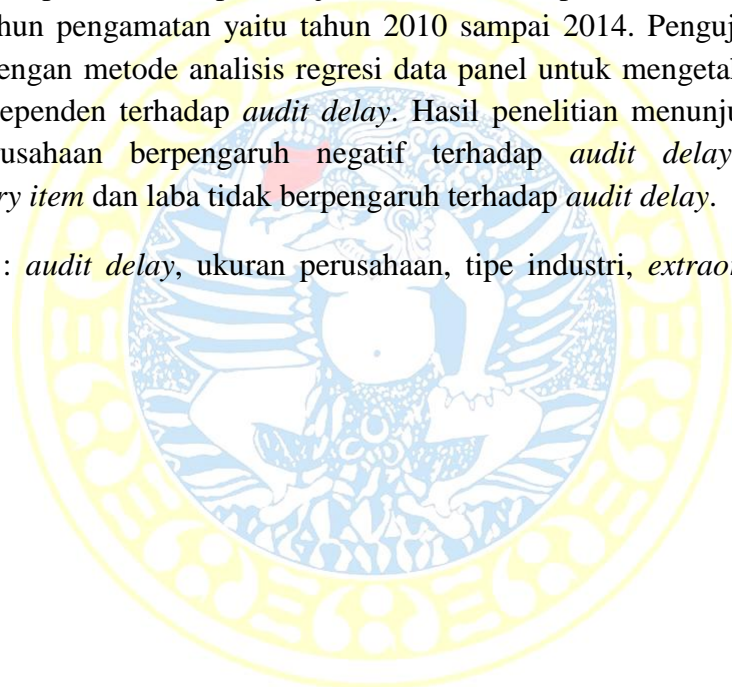 hun pengamatan yaitu tahun 2010 sampai 2014. Penguj
engan metode analisis regresi data panel untuk mengeta
ependen terhadap audit delay. Hasil penelitian menunju
usahaan berpengaruh negatif terhadap audit delay
ry item dan laba tidak berpengaruh terhadap audit delay.
: audit delay, ukuran perusahaan, tipe industri, extraor